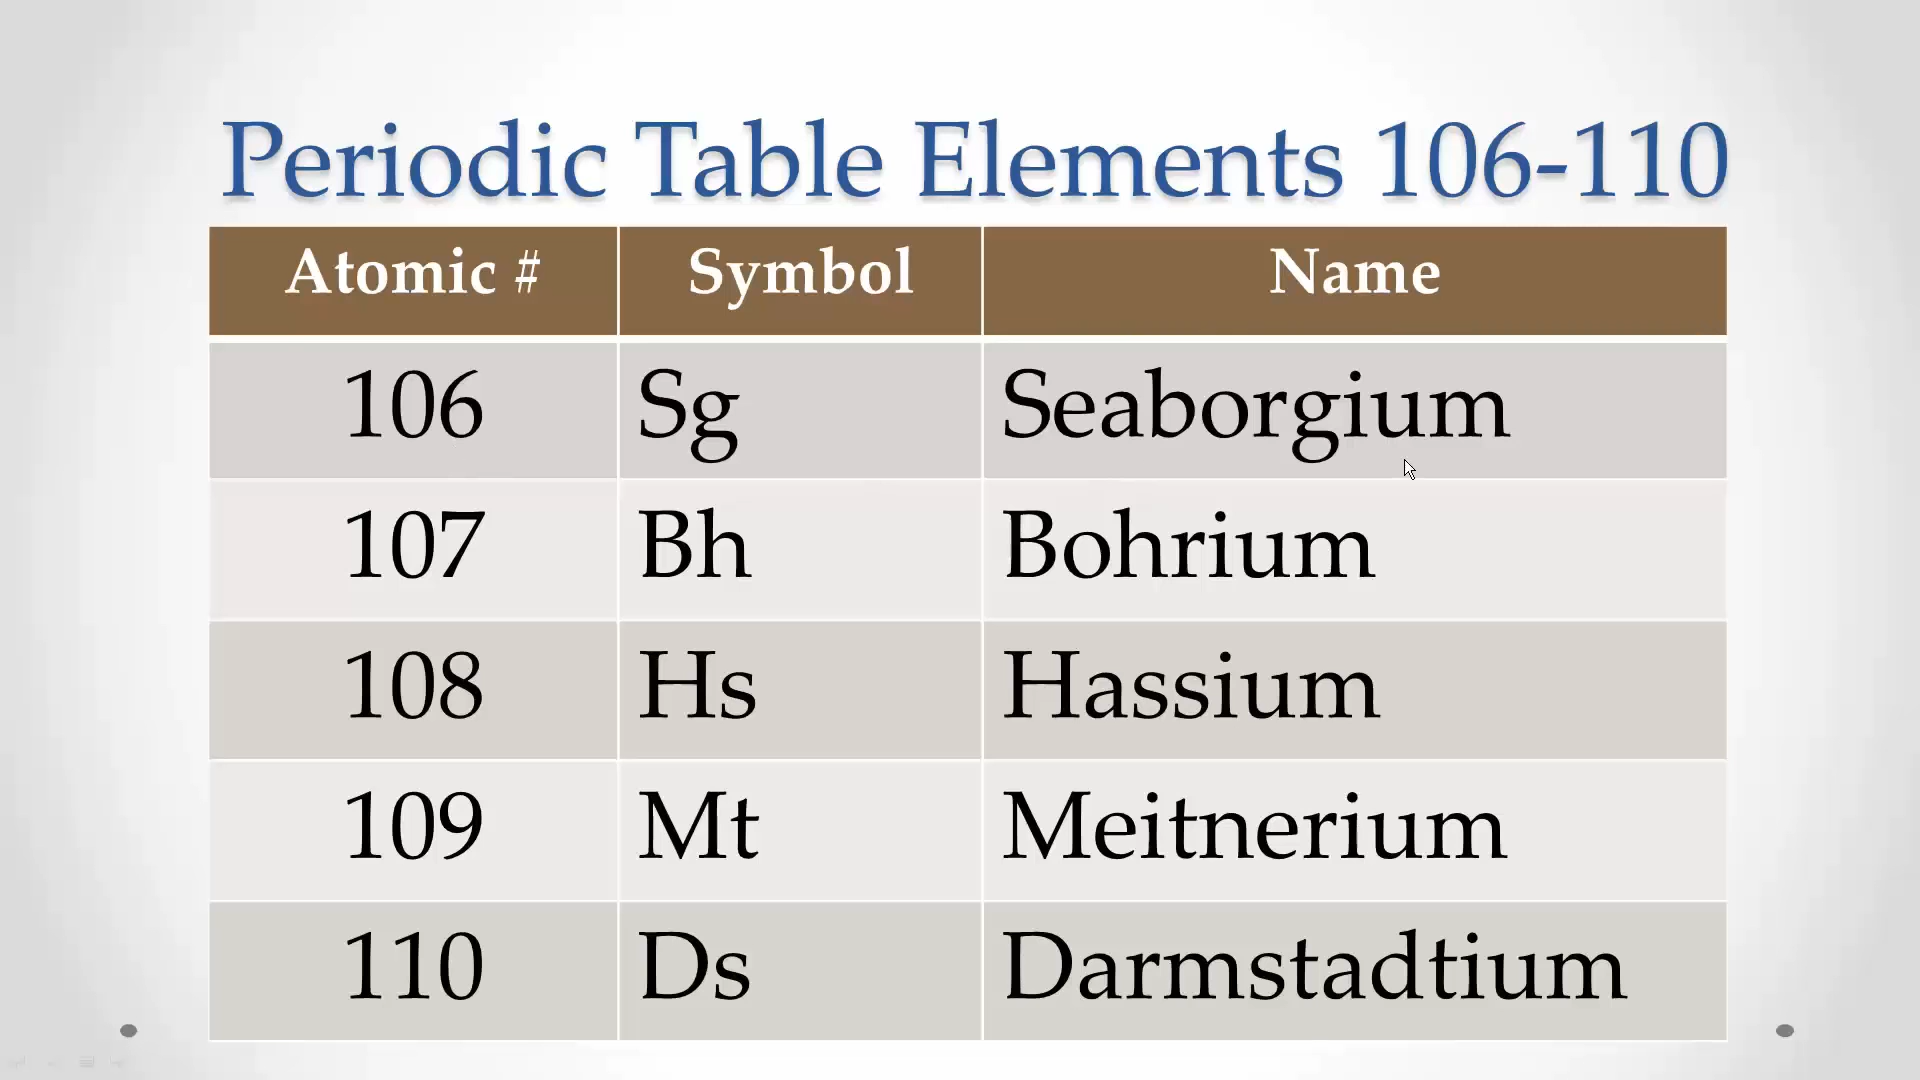 Periodic Table Elements 106-110
Atomic # Symbol Name
106 Sg Seaborgium
107 Bh Bohrium
108 Hs Hassium
109 Mt Meitnerium
110 Ds Darmstadtium